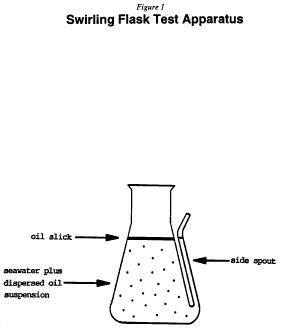 Figure 1
Swirling Flask Test Apparatus
oil slick
side spout
seawater plus
dispersed oil
suspension